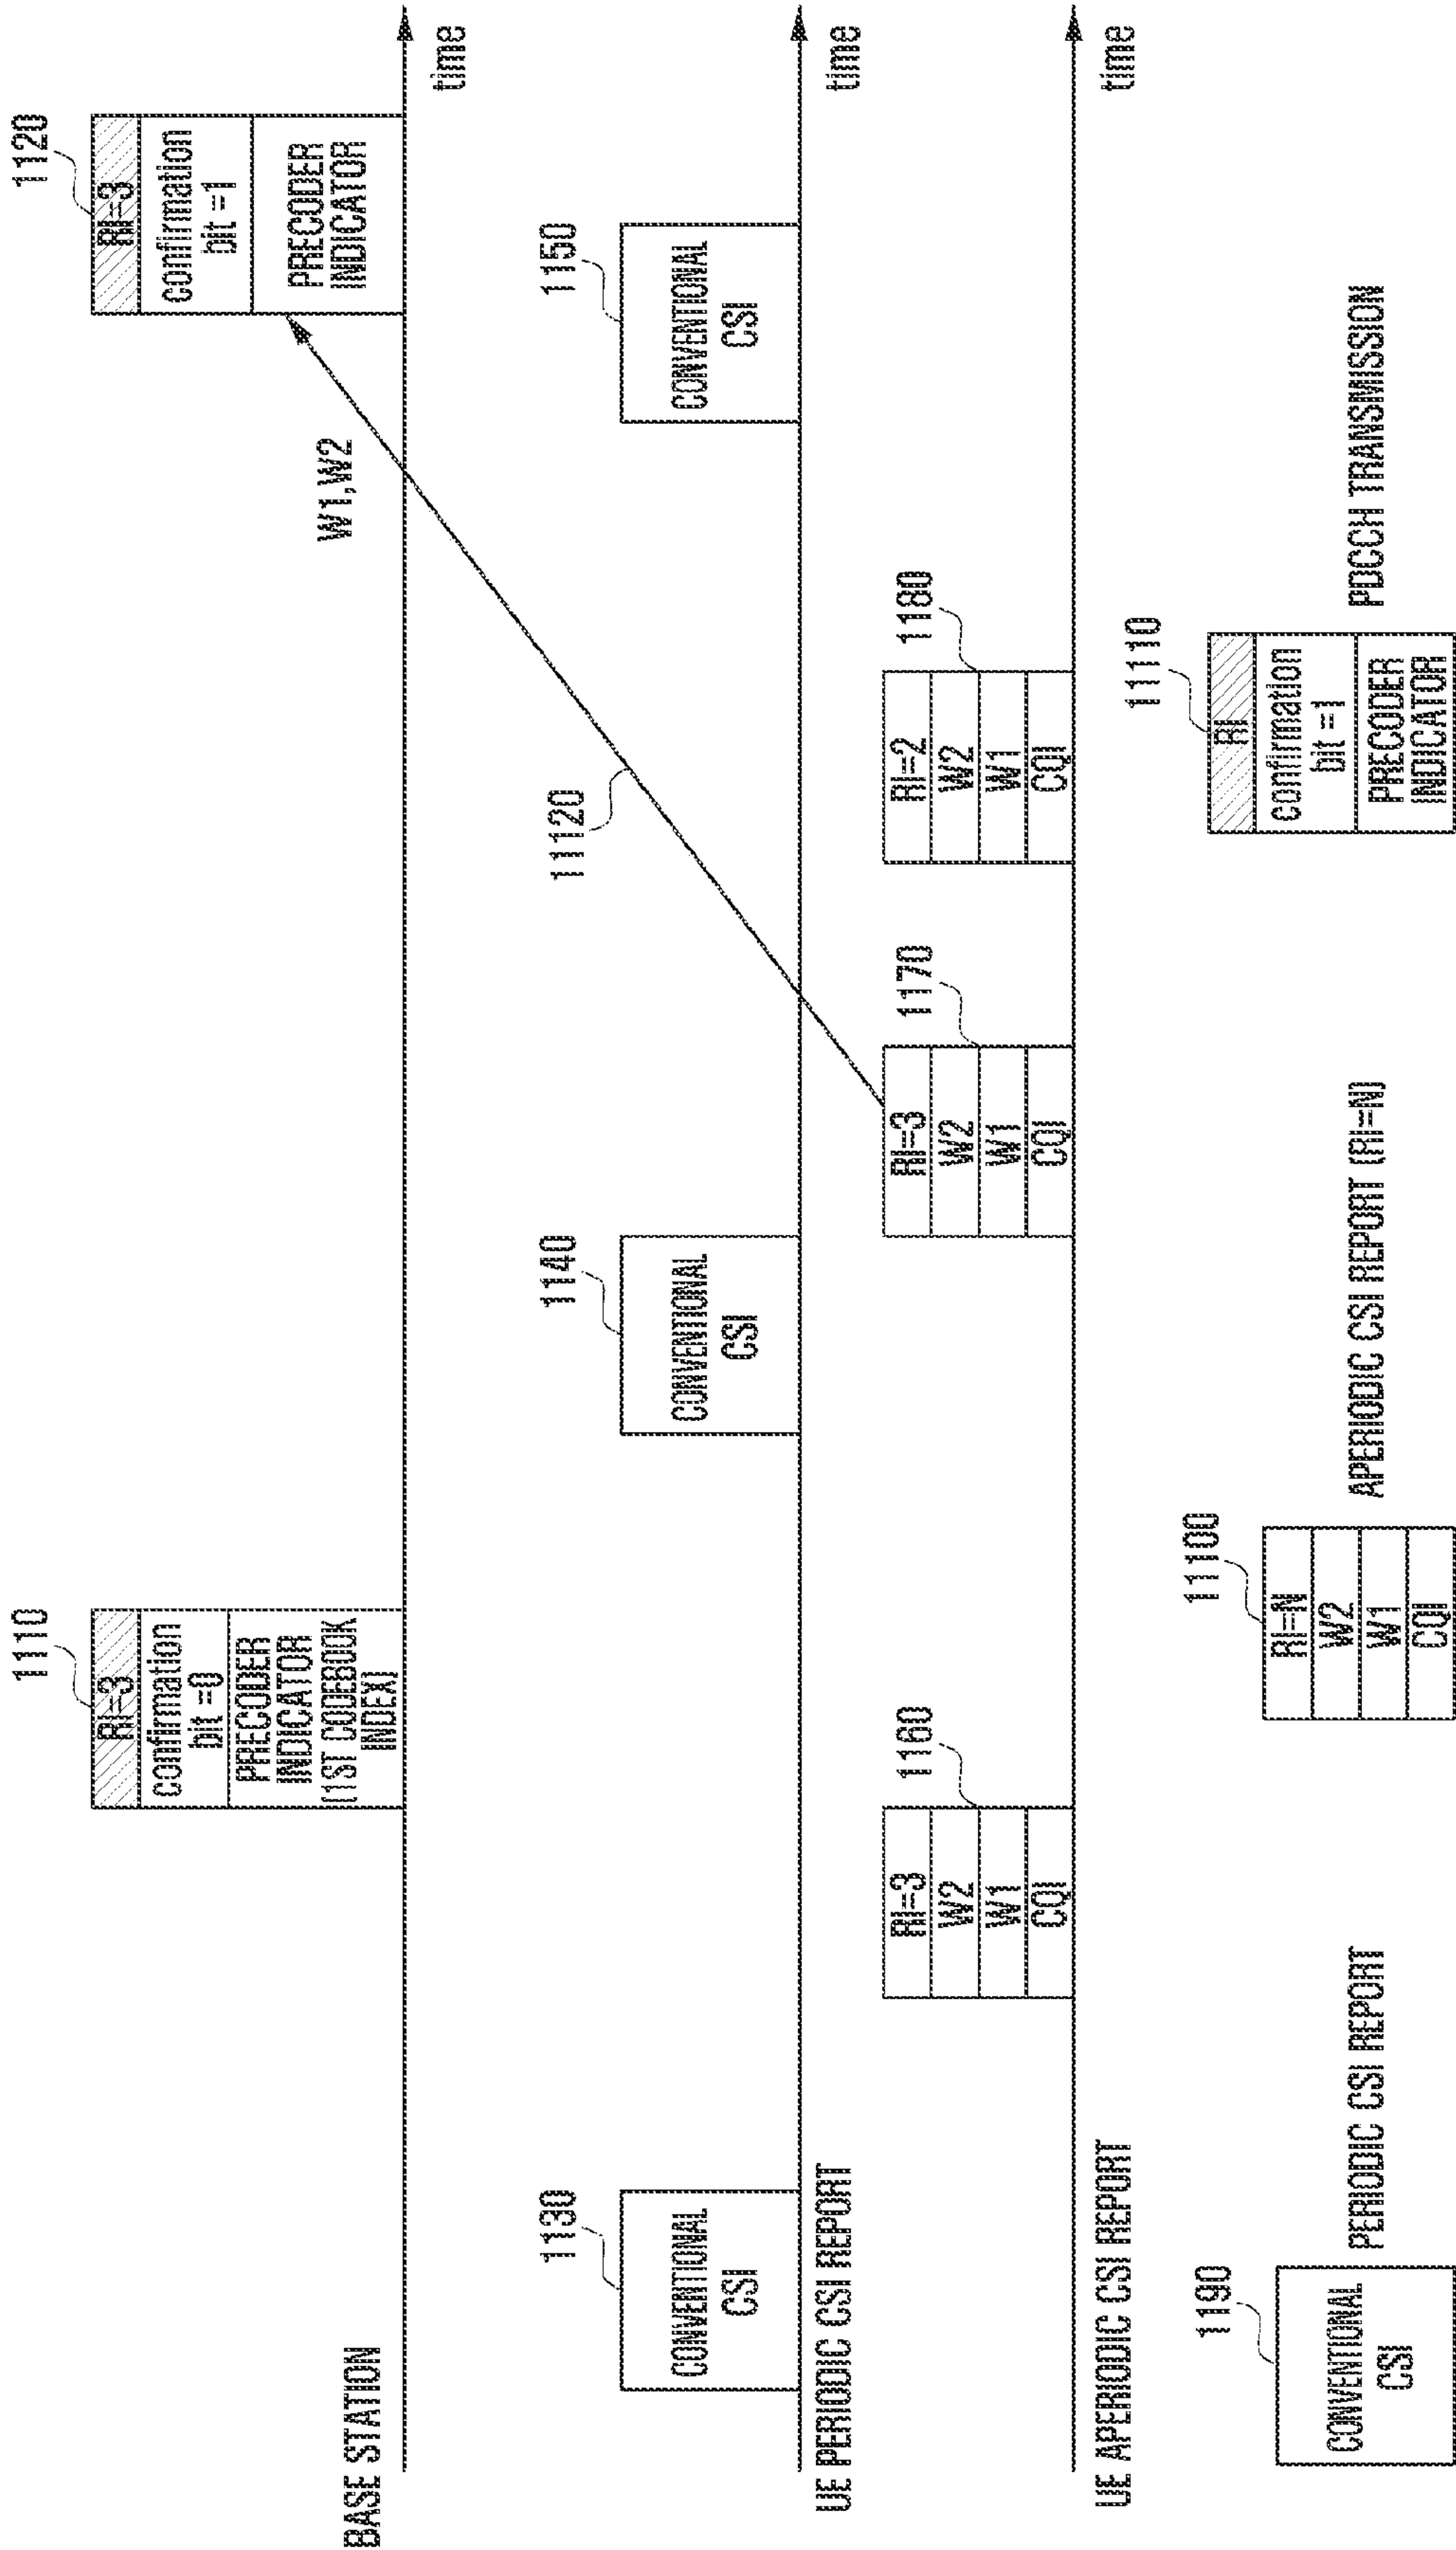 BASE STATION
1110
RI=3
confirmation
bit =0
PRECODER
INDICATOR
(1ST CODEBOOK
INDEX)
W1,W2
1120
RI=3
confirmation
bit =1
PRECODER
INDICATOR
time
1130
CONVENTIONAL
CSI
1140
CONVENTIONAL
CSI
11120
1150
CONVENTIONAL
CSI
UE PERIODIC CSI REPORT
time
1160
RI=3
W2
W1
CQI
1170
RI=3
W2
W1
CQI
1180
RI=2
W2
W1
CQI
UE APERIODIC CSI REPORT
time
1190
CONVENTIONAL
CSI
PERIODIC CSI REPORT
11100
RI=N
W2
W1
CQI
APERIODIC CSI REPORT (RI=N)
11110
RI
confirmation
bit =1
PRECODER
INDICATOR
PDCCH TRANSMISSION